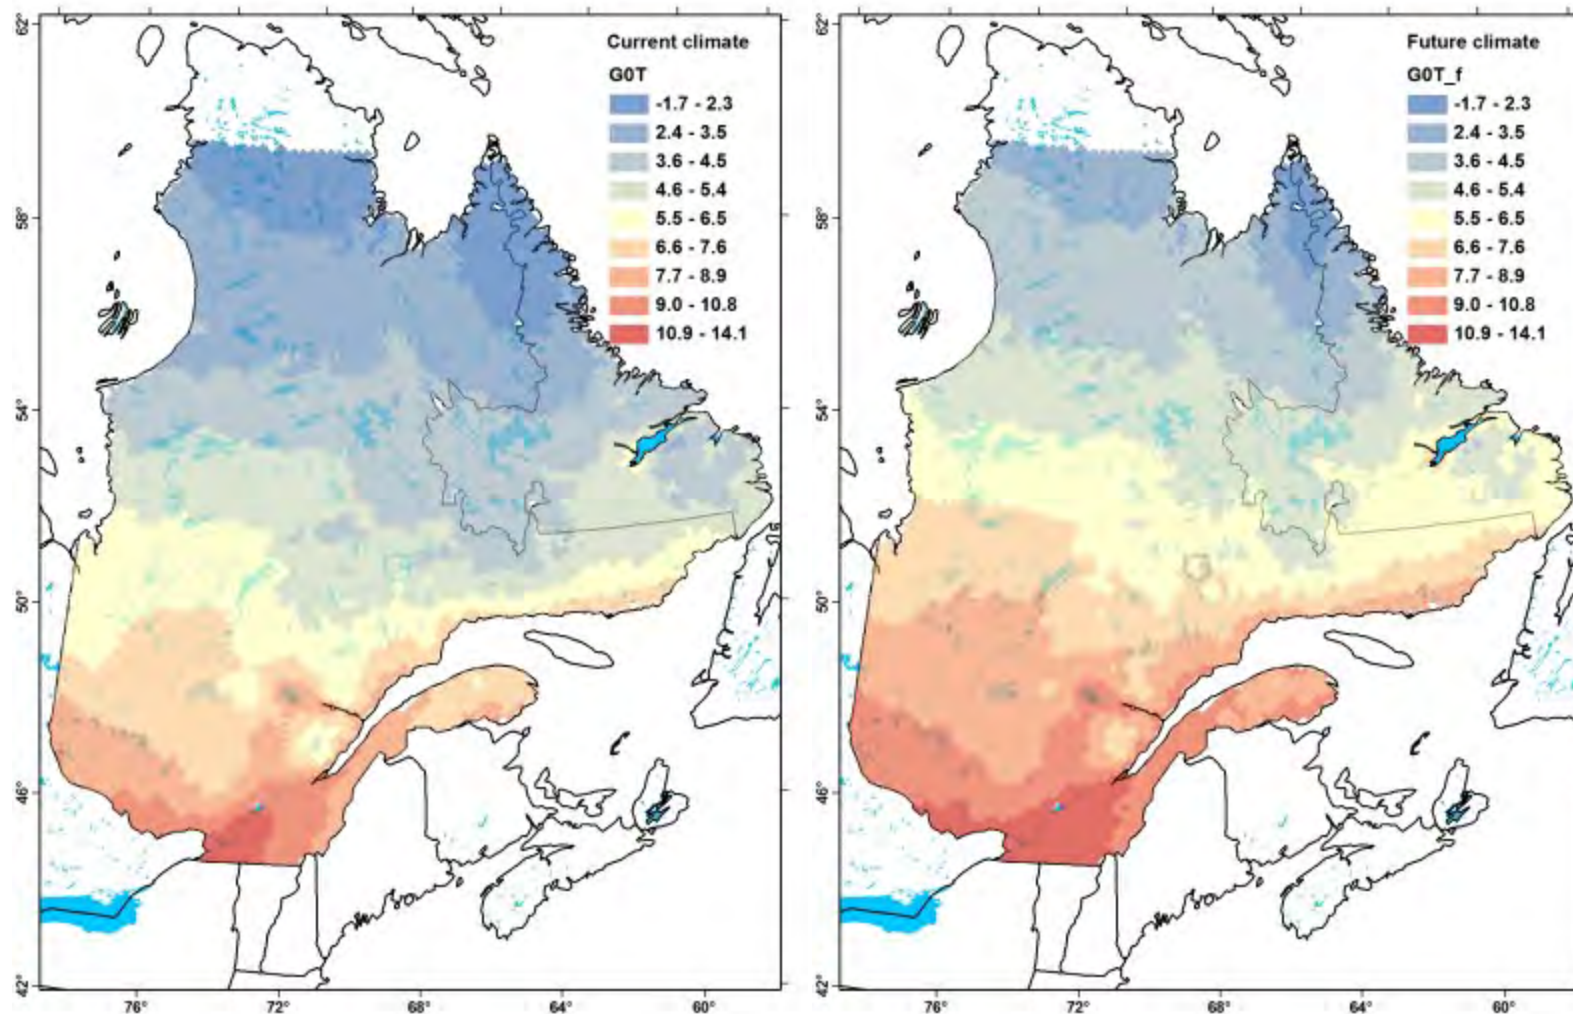 Current climate
G0T
-1.7 - 2.3
2.4 - 3.5
3.6 - 4.5
4.6 - 5.4
5.5 - 6.5
6.6 - 7.6
7.7 - 8.9
9.0 - 10.8
10.9 - 14.1
62°
58°
54°
50°
46°
42°
76°
72°
68°
64°
60°
Future climate
G0T_f
-1.7 - 2.3
2.4 - 3.5
3.6 - 4.5
4.6 - 5.4
5.5 - 6.5
6.6 - 7.6
7.7 - 8.9
9.0 - 10.8
10.9 - 14.1
62°
58°
54°
50°
46°
42°
76°
72°
68°
64°
60°